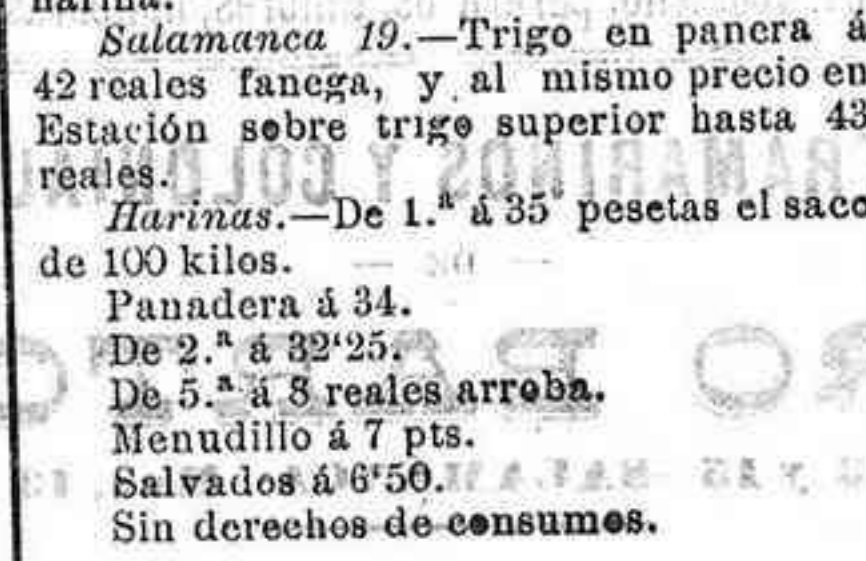 harina.
Salamanca 19.—Trigo en panera á
42 reales fanega, y al mismo precio en
Estación sobre trigo superior hasta 43
reales.
Harinas.—De 1.ª á 35 pesetas el saco
de 100 kilos.
Panadera á 34.
De 2.ª á 32‘25.
De 5.ª á 8 reales arroba.
Menudillo á 7 pts.
Salvados á 6‘50.
Sin derechos de consumos.